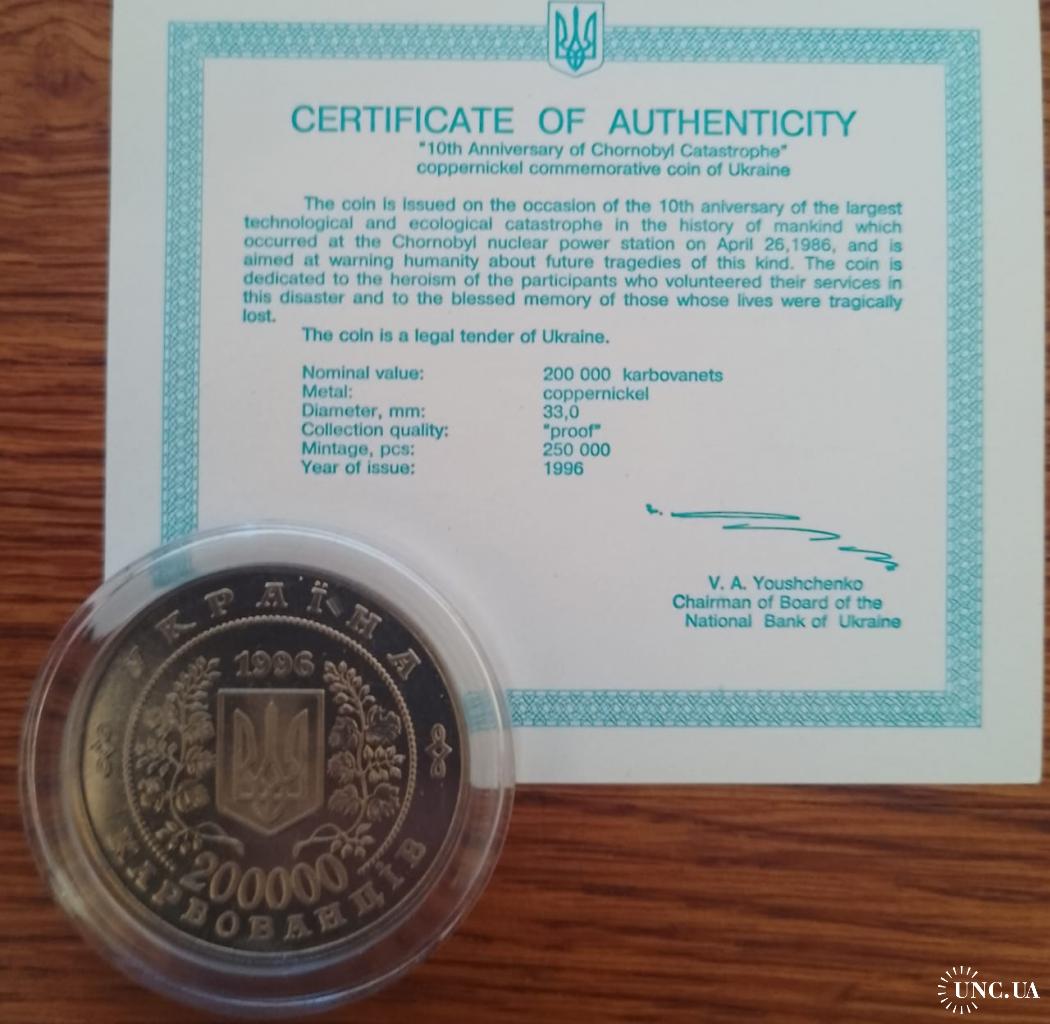 CERTIFICATE OF AUTHENTICITY
"10th Anniversary of Chornobyl Catastrophe"
coppernickel commemorative coin of Ukraine
The coin is issued on the occasion of the 10th aniversary of the largest
technological and ecological catastrophe in the history of mankind which
occurred at the Chornobyl nuclear power station on April 26,1986, and is
aimed at warning humanity about future tragedies of this kind. The coin is
dedicated to the heroism of the participants who volunteered their services in
this disaster and to the blessed memory of those whose lives were tragically
lost.
The coin is a legal tender of Ukraine.
Nominal value: 200 000 karbovanets
Metal: coppernickel
Diameter, mm: 33,0
Collection quality: "proof"
Mintage, pcs: 250 000
Year of issue: 1996
V. A. Youshchenko
Chairman of Board of the
National Bank of Ukraine
УКРАЇНА
1996
200000
КАРБОВАНЦІВ
UNC.UA